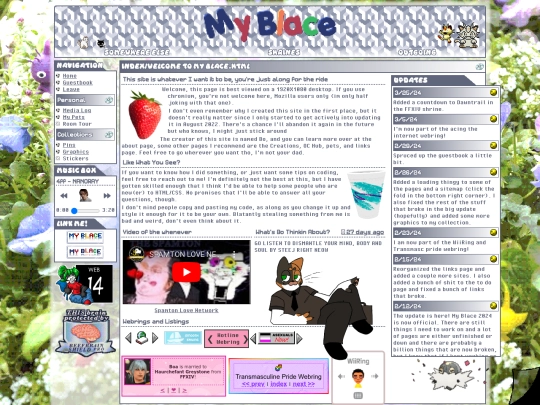 My Blace
SOMEWHERE ELSE
SHRINES
OUTGOING
NAVIGATION
Home
Guestbook
Leave
Personal
Media Log
My Pets
Room Tour
Collections
Pins
Graphics
Stickers
MUSIC BOX
0:00
3:20
LINK ME!
MY BLACE
MY BLACE
WEB
14
INDEX/WELCOME TO MY BLACE.HTML
This site is whatever I want it to be, you're just along for the ride
Welcome, this page is best viewed on a 1920X1080 desktop. If you use
chromium, you're not welcome here, Mozilla users only (im only half
joking with that one).
I don't even remember why I created this site in the first place, but it
doesn't really matter since I only started to get actively into updating
it in August 2022. There's a chance I'll abandon it again in the future
but who knows, I might just stick around
The creator of this site is named Bo, and you can learn more over at the
about page, some other pages I recommend are the Creations, OC Hub, pets, and links
page. Feel free to go wherever you want tho, I'm not your dad.
Like What You See?
If you want to know how I did something, or just want some tips on coding,
feel free to reach out to me! I'm definitely not the best at this, but I have
gotten skilled enough that I think I'd be able to help some people who are
newer to HTML/CSS. No promises that I'll be able to answer all your
questions, though.
I don't mind people copy and pasting my code, as long as you change it up and
style it enough for it to be your own. Blatantly stealing something from me is
bad and weird, don't even think about it.
Video of the whenever
SPAMTON LOVE NE
Spanton Love Network
What's Bo Thinkin About?
27 days ago
GO LISTEN TO DISMANTLE YOUR MIND, BODY AND
SOUL BY STEZJ RIGHT NEOW
Webrings and Listings
Hotline
Webring
Now!
Boo is married to
Haurchefant Greystone from
FFXIV
Transmasculine Pride Webring
<< prev | index | next >>
WiiRing
UPDATES
3/25/24
Added a countdown to Dawntrail in
the FFXIV shrine.
3/5/24
I'm now part of the acing the
internet webring!
2/28/24
Spruced up the guestbook a little
bit.
2/26/24
Added a loading thingy to some of
the pages and a sitemap (click the
fold in the bottom right corner). I
also fixed the rest of the stuff
that broke in the big update
(hopefully) and added some more
graphics to my collection.
2/23/24
I am now part of the WiiRing and
Transmasc pride webring!
2/15/24
Reorganized the links page and
added a couple more sites. I also
added a bunch of shit to the to do
page and fixed a bunch of links
that broke.
2/12/24
The update is here! My Blace 2024
is now official. There are still
things I need to work on and a lot
of pages are either unfinished or
down and there are probably a
billion things that are now broken,